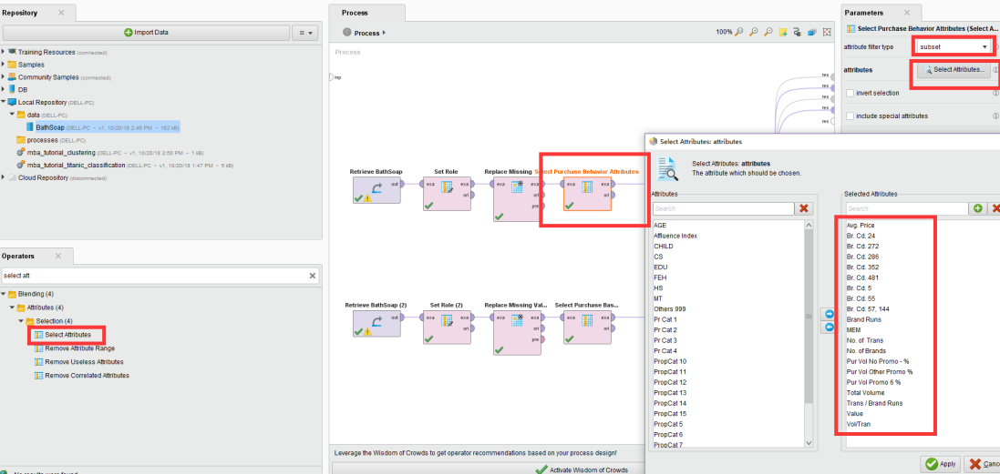 Repository
Import Data
Training Resources (connected)
Samples
Community Samples (connected)
DB
Local Repository (DELL-PC)
data (DELL-PC)
BathSoap (DELL-PC - v1, 10/20/18 2:46 PM - 182 kB)
processes (DELL-PC)
mba_tutorial_clustering (DELL-PC - v1, 10/20/18 2:58 PM - 1 kB)
mba_tutorial_titanic_classification (DELL-PC - v1, 10/20/18 1:47 PM - 5 kB)
Cloud Repository (disconnected)
Operators
select att
Blending (4)
Attributes (4)
Selection (4)
Select Attributes
Remove Attribute Range
Remove Useless Attributes
Remove Correlated Attributes
No results were found.
Process
Process
100%
Process
inp
res
res
res
res
Retrieve BathSoap
Set Role
Replace Missing
Select Purchase Behavior Attributes
out
exa
exa
ori
exa
exa
ori
pre
exa
exa
ori
Retrieve BathSoap (2)
Set Role (2)
Replace Missing Val...
Select Purchase Bas...
out
exa
exa
ori
exa
exa
ori
pre
exa
exa
ori
Leverage the Wisdom of Crowds to get operator recommendations based on your process design!
Activate Wisdom of Crowds
Parameters
Select Purchase Behavior Attributes (Select A...
attribute filter type
subset
attributes
Select Attributes...
invert selection
include special attributes
Select Attributes: attributes
Select Attributes: attributes
The attribute which should be chosen.
Attributes
Search
AGE
Affluence Index
CHILD
CS
EDU
FEH
HS
MT
Others 999
Pr Cat 1
Pr Cat 2
Pr Cat 3
Pr Cat 4
PropCat 10
PropCat 11
PropCat 12
PropCat 13
PropCat 14
PropCat 15
PropCat 5
PropCat 6
PropCat 7
Selected Attributes
Search
Avg. Price
Br. Cd. 24
Br. Cd. 272
Br. Cd. 286
Br. Cd. 352
Br. Cd. 481
Br. Cd. 5
Br. Cd. 55
Br. Cd. 57, 144
Brand Runs
MEM
No. of Trans
No. of Brands
Pur Vol No Promo - %
Pur Vol Other Promo %
Pur Vol Promo 6 %
Total Volume
Trans / Brand Runs
Value
Vol/Tran
Apply
Cance